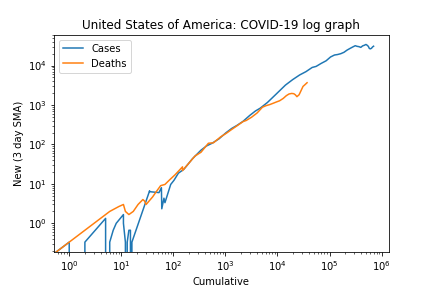 United States of America: COVID-19 log graph
Cases
Deaths
New (3 day SMA)
10⁴
10³
10²
10¹
10⁰
10⁰ 10¹ 10² 10³ 10⁴ 10⁵ 10⁶
Cumulative